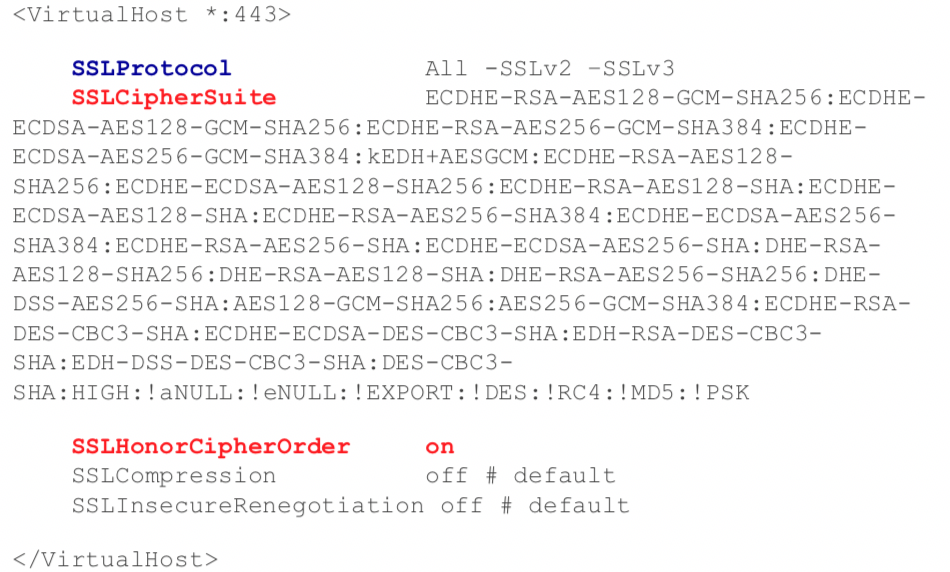 <VirtualHost *:443>
SSLProtocol All -SSLv2 –SSLv3
SSLCipherSuite ECDHE-RSA-AES128-GCM-SHA256:ECDHE-
ECDSA-AES128-GCM-SHA256:ECDHE-RSA-AES256-GCM-SHA384:ECDHE-
ECDSA-AES256-GCM-SHA384:kEDH+AESGCM:ECDHE-RSA-AES128-
SHA256:ECDHE-ECDSA-AES128-SHA256:ECDHE-RSA-AES128-SHA:ECDHE-
ECDSA-AES128-SHA:ECDHE-RSA-AES256-SHA384:ECDHE-ECDSA-AES256-
SHA384:ECDHE-RSA-AES256-SHA:ECDHE-ECDSA-AES256-SHA:DHE-RSA-
AES128-SHA256:DHE-RSA-AES128-SHA:DHE-RSA-AES256-SHA256:DHE-
DSS-AES256-SHA:AES128-GCM-SHA256:AES256-GCM-SHA384:ECDHE-RSA-
DES-CBC3-SHA:ECDHE-ECDSA-DES-CBC3-SHA:EDH-RSA-DES-CBC3-
SHA:EDH-DSS-DES-CBC3-SHA:DES-CBC3-
SHA:HIGH:!aNULL:!eNULL:!EXPORT:!DES:!RC4:!MD5:!PSK
SSLHonorCipherOrder on
SSLCompression off # default
SSLInsecureRenegotiation off # default
</VirtualHost>